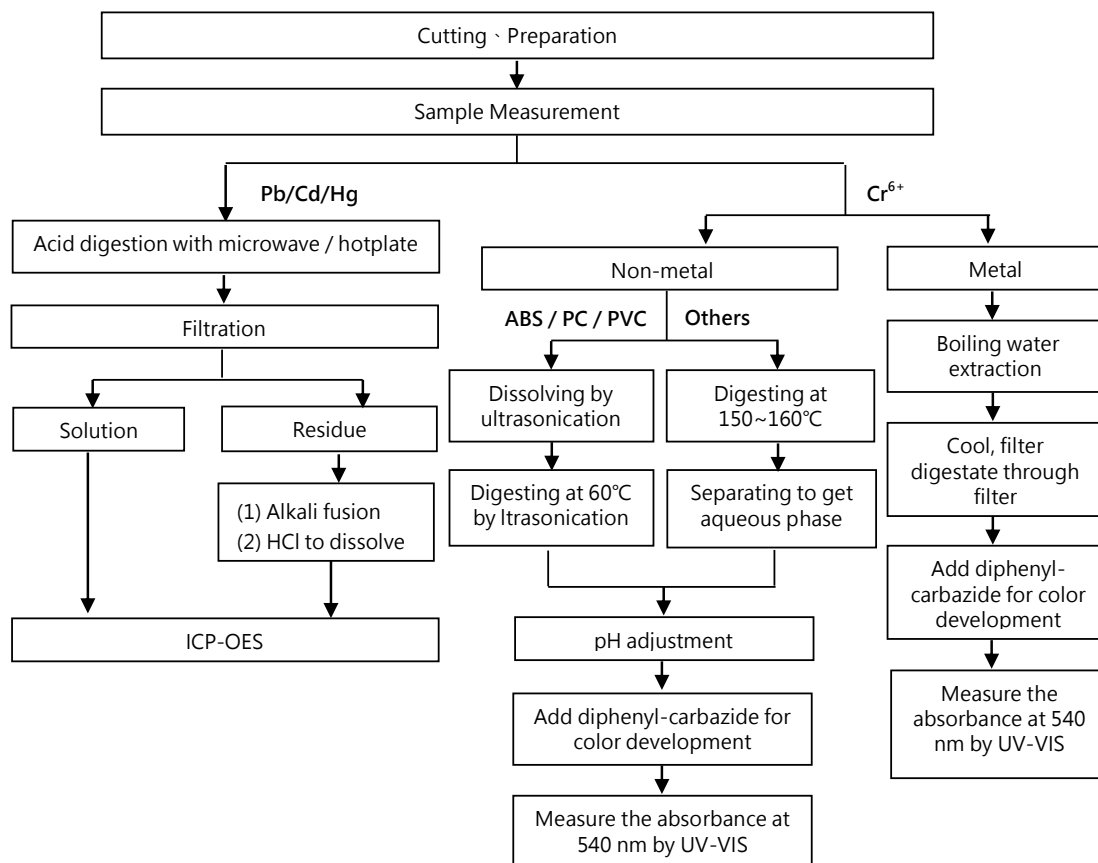 Cutting、Preparation
Sample Measurement
Pb/Cd/Hg
Cr⁶⁺
Acid digestion with microwave / hotplate
Non-metal
Metal
Filtration
ABS / PC / PVC
Others
Boiling water
extraction
Dissolving by
ultrasonication
Digesting at
150~160℃
Solution
Residue
Cool, filter
digestate through
filter
(1) Alkali fusion
(2) HCl to dissolve
Digesting at 60℃
by ltrasonication
Separating to get
aqueous phase
Add diphenyl-
carbazide for color
development
ICP-OES
pH adjustment
Measure the
absorbance at 540
nm by UV-VIS
Add diphenyl-carbazide for
color development
Measure the absorbance at
540 nm by UV-VIS